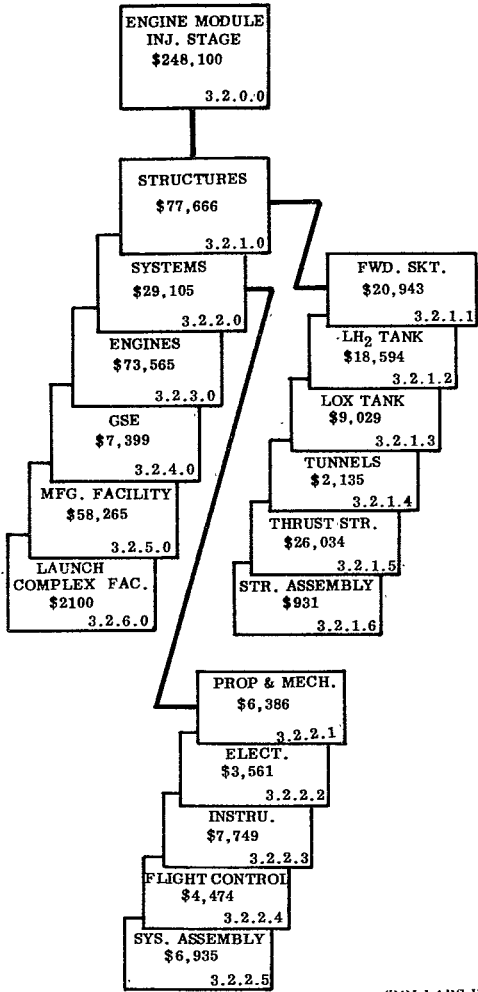 ENGINE MODULE
INJ. STAGE
$248,100
3.2.0.0
STRUCTURES
$77,666
3.2.1.0
SYSTEMS
$29,105
3.2.2.0
ENGINES
$73,565
3.2.3.0
GSE
$7,399
3.2.4.0
MFG. FACILITY
$58,265
3.2.5.0
LAUNCH
COMPLEX FAC.
$2100
3.2.6.0
FWD. SKT.
$20,943
3.2.1.1
LH₂ TANK
$18,594
3.2.1.2
LOX TANK
$9,029
3.2.1.3
TUNNELS
$2,135
3.2.1.4
THRUST STR.
$26,034
3.2.1.5
STR. ASSEMBLY
$931
3.2.1.6
PROP & MECH.
$6,386
3.2.2.1
ELECT.
$3,561
3.2.2.2
INSTRU.
$7,749
3.2.2.3
FLIGHT CONTROL
$4,474
3.2.2.4
SYS. ASSEMBLY
$6,935
3.2.2.5